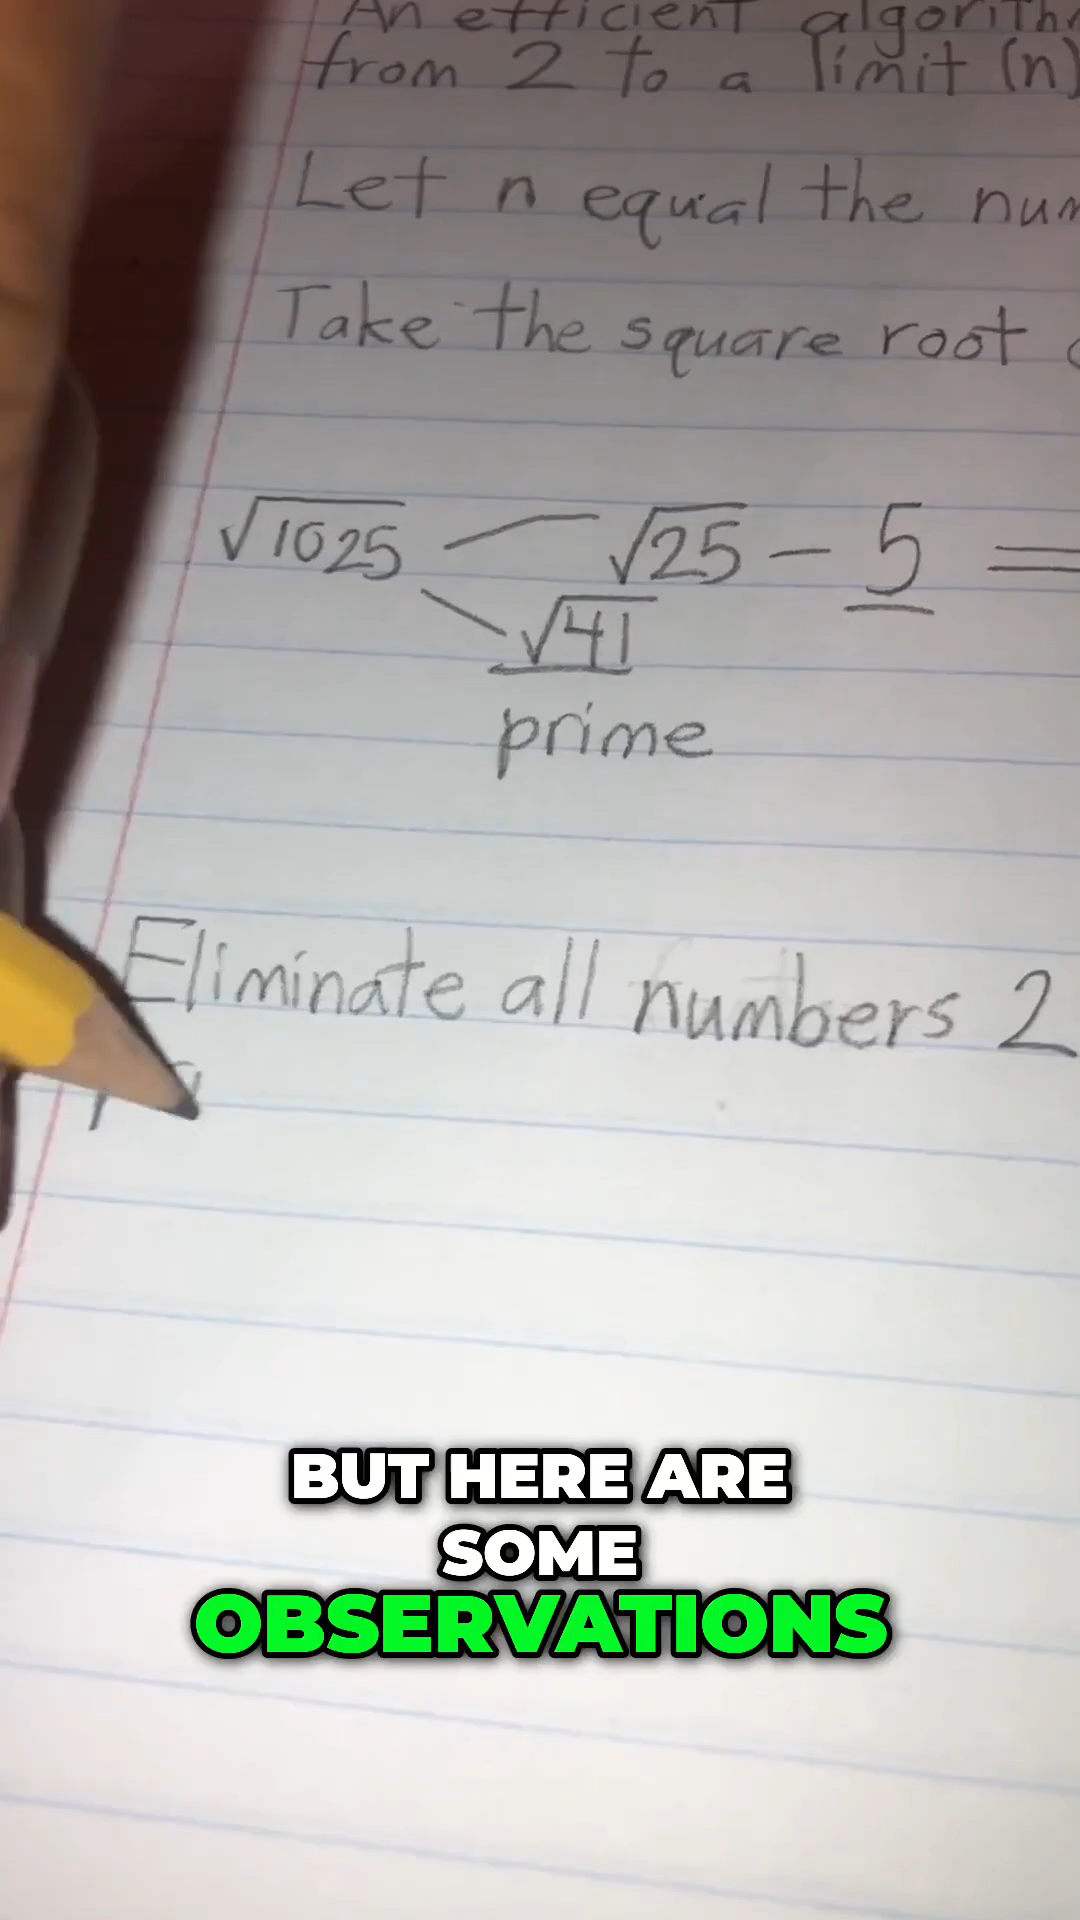 An efficient algorith
from 2 to a limit (n)
Let n equal the num
Take the square root
√1025 — √25 — 5 =
√41
prime
Eliminate all numbers 2
BUT HERE ARE
SOME
OBSERVATIONS